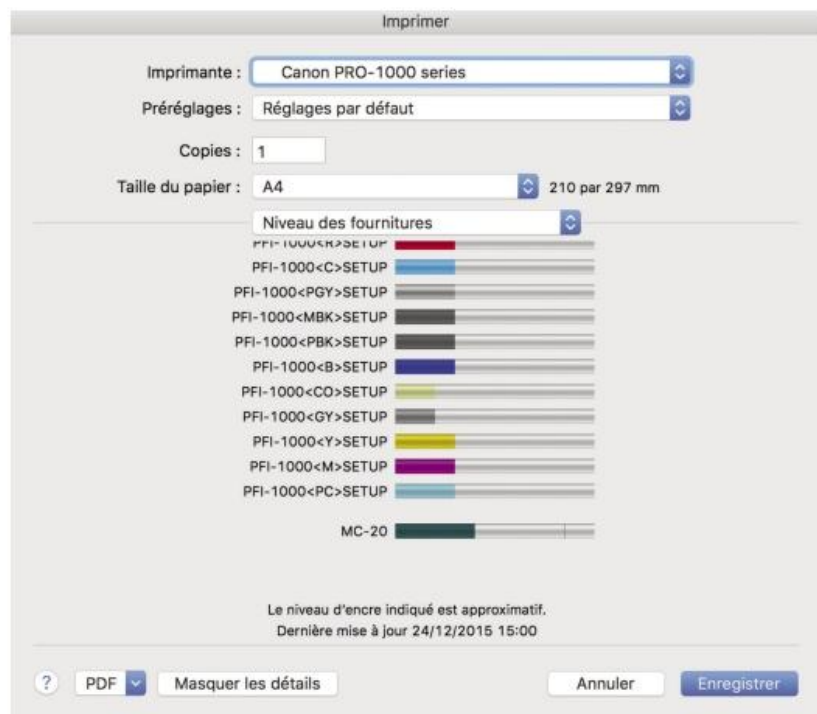 Imprimer
Imprimante : Canon PRO-1000 series
Préréglages : Réglages par défaut
Copies : 1
Taille du papier : A4 210 par 297 mm
Niveau des fournitures
PFI-1000<R>SETUP
PFI-1000<C>SETUP
PFI-1000<PGY>SETUP
PFI-1000<MBK>SETUP
PFI-1000<PBK>SETUP
PFI-1000<B>SETUP
PFI-1000<CO>SETUP
PFI-1000<GY>SETUP
PFI-1000<Y>SETUP
PFI-1000<M>SETUP
PFI-1000<PC>SETUP
MC-20
Le niveau d'encre indiqué est approximatif.
Dernière mise à jour 24/12/2015 15:00
? PDF Masquer les détails Annuler Enregistrer